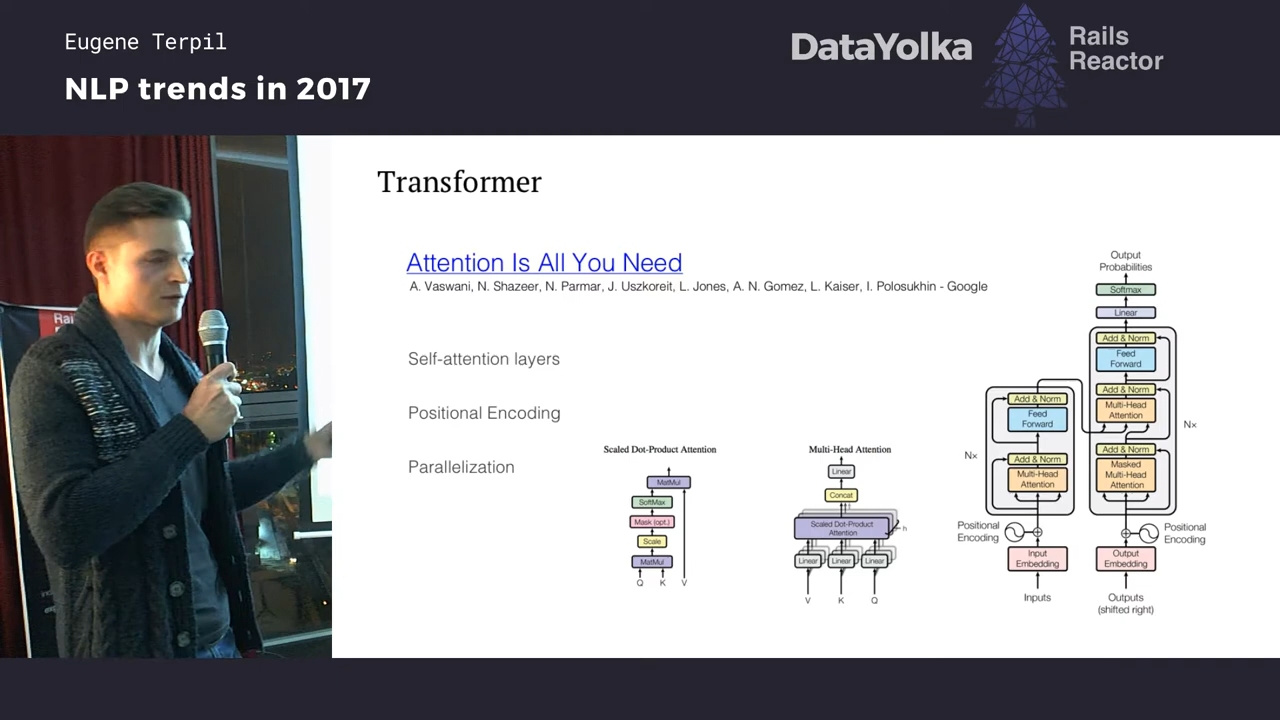 Eugene Terpil
NLP trends in 2017
DataYolka
Rails
Reactor
Transformer
Attention Is All You Need
A. Vaswani, N. Shazeer, N. Parmar, J. Uszkoreit, L. Jones, A. N. Gomez, L. Kaiser, I. Polosukhin - Google
Self-attention layers
Positional Encoding
Parallelization
Scaled Dot-Product Attention
MatMul
SoftMax
Mask (opt.)
Scale
MatMul
Q K V
Multi-Head Attention
Linear
Concat
Scaled Dot-Product
Attention
h
Linear Linear Linear
V K Q
Output
Probabilities
Softmax
Linear
Add & Norm
Feed
Forward
Add & Norm
Multi-Head
Attention
Add & Norm
Masked
Multi-Head
Attention
Nx
Positional
Encoding
Output
Embedding
Outputs
(shifted right)
Add & Norm
Feed
Forward
Add & Norm
Multi-Head
Attention
Nx
Positional
Encoding
Input
Embedding
Inputs
Rai